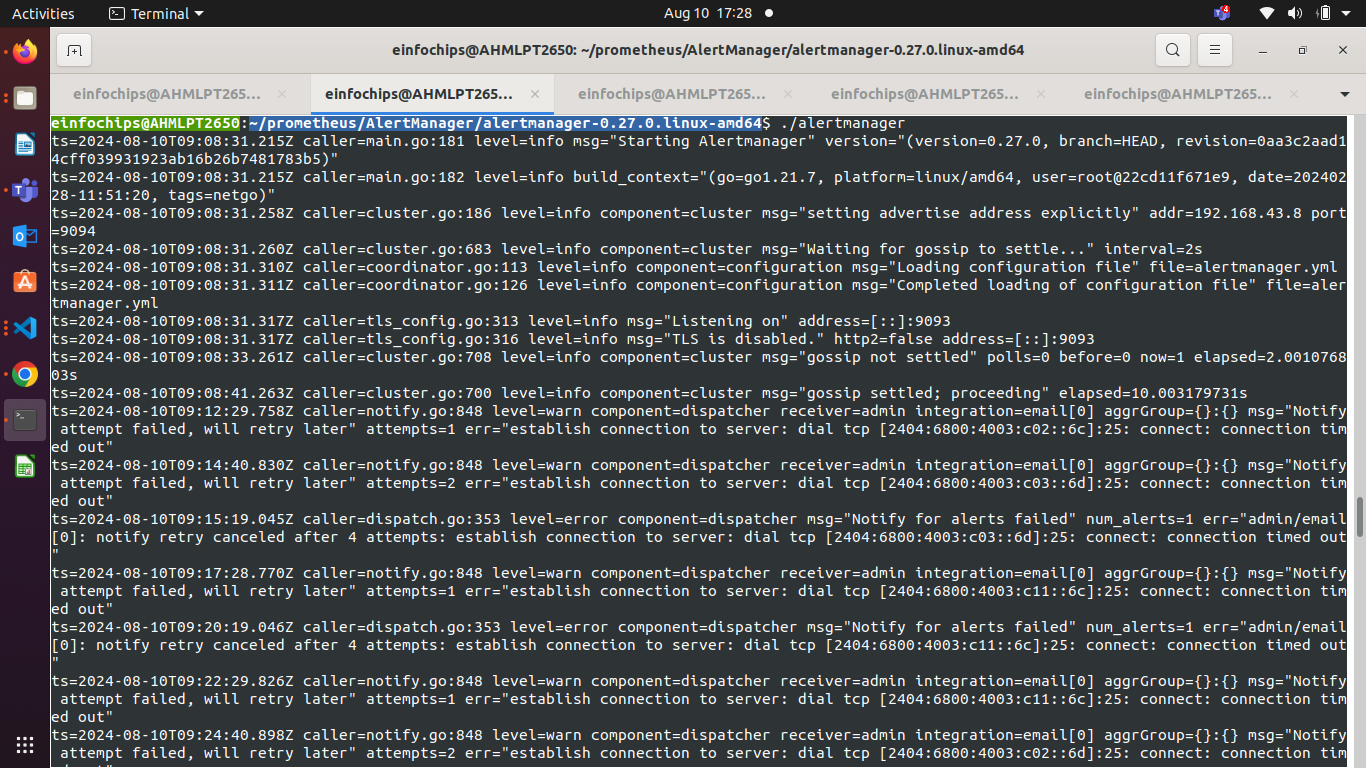 Activities
Terminal
Aug 10 17:28
4
einfochips@AHMLPT2650: ~/prometheus/AlertManager/alertmanager-0.27.0.linux-amd64
einfochips@AHMLPT265...
einfochips@AHMLPT265...
einfochips@AHMLPT265...
einfochips@AHMLPT265...
einfochips@AHMLPT265...
einfochips@AHMLPT2650:~/prometheus/AlertManager/alertmanager-0.27.0.linux-amd64$ ./alertmanager
ts=2024-08-10T09:08:31.215Z caller=main.go:181 level=info msg="Starting Alertmanager" version="(version=0.27.0, branch=HEAD, revision=0aa3c2aad1
4cff039931923ab16b26b7481783b5)"
ts=2024-08-10T09:08:31.215Z caller=main.go:182 level=info build_context="(go=go1.21.7, platform=linux/amd64, user=root@22cd11f671e9, date=202402
28-11:51:20, tags=netgo)"
ts=2024-08-10T09:08:31.258Z caller=cluster.go:186 level=info component=cluster msg="setting advertise address explicitly" addr=192.168.43.8 port
=9094
ts=2024-08-10T09:08:31.260Z caller=cluster.go:683 level=info component=cluster msg="Waiting for gossip to settle..." interval=2s
ts=2024-08-10T09:08:31.310Z caller=coordinator.go:113 level=info component=configuration msg="Loading configuration file" file=alertmanager.yml
ts=2024-08-10T09:08:31.311Z caller=coordinator.go:126 level=info component=configuration msg="Completed loading of configuration file" file=aler
tmanager.yml
ts=2024-08-10T09:08:31.317Z caller=tls_config.go:313 level=info msg="Listening on" address=[::]:9093
ts=2024-08-10T09:08:31.317Z caller=tls_config.go:316 level=info msg="TLS is disabled." http2=false address=[::]:9093
ts=2024-08-10T09:08:33.261Z caller=cluster.go:708 level=info component=cluster msg="gossip not settled" polls=0 before=0 now=1 elapsed=2.0010768
03s
ts=2024-08-10T09:08:41.263Z caller=cluster.go:700 level=info component=cluster msg="gossip settled; proceeding" elapsed=10.003179731s
ts=2024-08-10T09:12:29.758Z caller=notify.go:848 level=warn component=dispatcher receiver=admin integration=email[0] aggrGroup={}:{} msg="Notify
 attempt failed, will retry later" attempts=1 err="establish connection to server: dial tcp [2404:6800:4003:c02::6c]:25: connect: connection tim
ed out"
ts=2024-08-10T09:14:40.830Z caller=notify.go:848 level=warn component=dispatcher receiver=admin integration=email[0] aggrGroup={}:{} msg="Notify
 attempt failed, will retry later" attempts=2 err="establish connection to server: dial tcp [2404:6800:4003:c03::6d]:25: connect: connection tim
ed out"
ts=2024-08-10T09:15:19.045Z caller=dispatch.go:353 level=error component=dispatcher msg="Notify for alerts failed" num_alerts=1 err="admin/email
[0]: notify retry canceled after 4 attempts: establish connection to server: dial tcp [2404:6800:4003:c03::6d]:25: connect: connection timed out
"
ts=2024-08-10T09:17:28.770Z caller=notify.go:848 level=warn component=dispatcher receiver=admin integration=email[0] aggrGroup={}:{} msg="Notify
 attempt failed, will retry later" attempts=1 err="establish connection to server: dial tcp [2404:6800:4003:c11::6c]:25: connect: connection tim
ed out"
ts=2024-08-10T09:20:19.046Z caller=dispatch.go:353 level=error component=dispatcher msg="Notify for alerts failed" num_alerts=1 err="admin/email
[0]: notify retry canceled after 4 attempts: establish connection to server: dial tcp [2404:6800:4003:c11::6c]:25: connect: connection timed out
"
ts=2024-08-10T09:22:29.826Z caller=notify.go:848 level=warn component=dispatcher receiver=admin integration=email[0] aggrGroup={}:{} msg="Notify
 attempt failed, will retry later" attempts=1 err="establish connection to server: dial tcp [2404:6800:4003:c11::6c]:25: connect: connection tim
ed out"
ts=2024-08-10T09:24:40.898Z caller=notify.go:848 level=warn component=dispatcher receiver=admin integration=email[0] aggrGroup={}:{} msg="Notify
 attempt failed, will retry later" attempts=2 err="establish connection to server: dial tcp [2404:6800:4003:c02::6d]:25: connect: connection tim